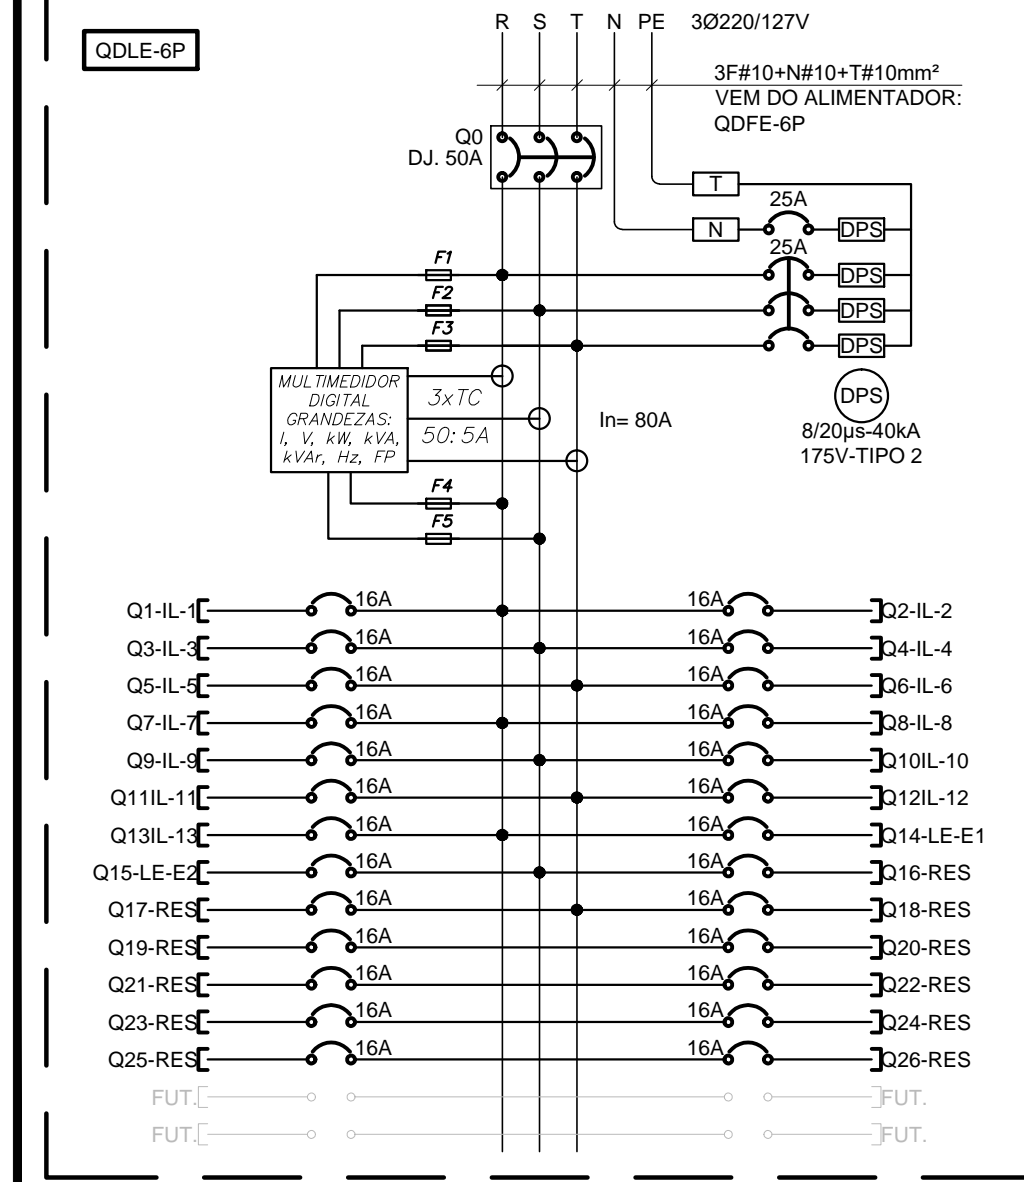 R S T N PE 3Ø220/127V
QDLE-6P
3F#10+N#10+T#10mm²
VEM DO ALIMENTADOR:
QDFE-6P
Q0
DJ. 50A
T
25A
N DPS
25A
F1 DPS
F2 DPS
F3 DPS
MULTIMEDIDOR
DIGITAL
GRANDEZAS:
I, V, kW, kVA,
kVAr, Hz, FP
3xTC
50:5A
In= 80A
DPS
8/20µs-40kA
175V-TIPO 2
F4
F5
Q1-IL-1 16A 16A Q2-IL-2
Q3-IL-3 16A 16A Q4-IL-4
Q5-IL-5 16A 16A Q6-IL-6
Q7-IL-7 16A 16A Q8-IL-8
Q9-IL-9 16A 16A Q10IL-10
Q11IL-11 16A 16A Q12IL-12
Q13IL-13 16A 16A Q14-LE-E1
Q15-LE-E2 16A 16A Q16-RES
Q17-RES 16A 16A Q18-RES
Q19-RES 16A 16A Q20-RES
Q21-RES 16A 16A Q22-RES
Q23-RES 16A 16A Q24-RES
Q25-RES 16A 16A Q26-RES
FUT. FUT.
FUT. FUT.